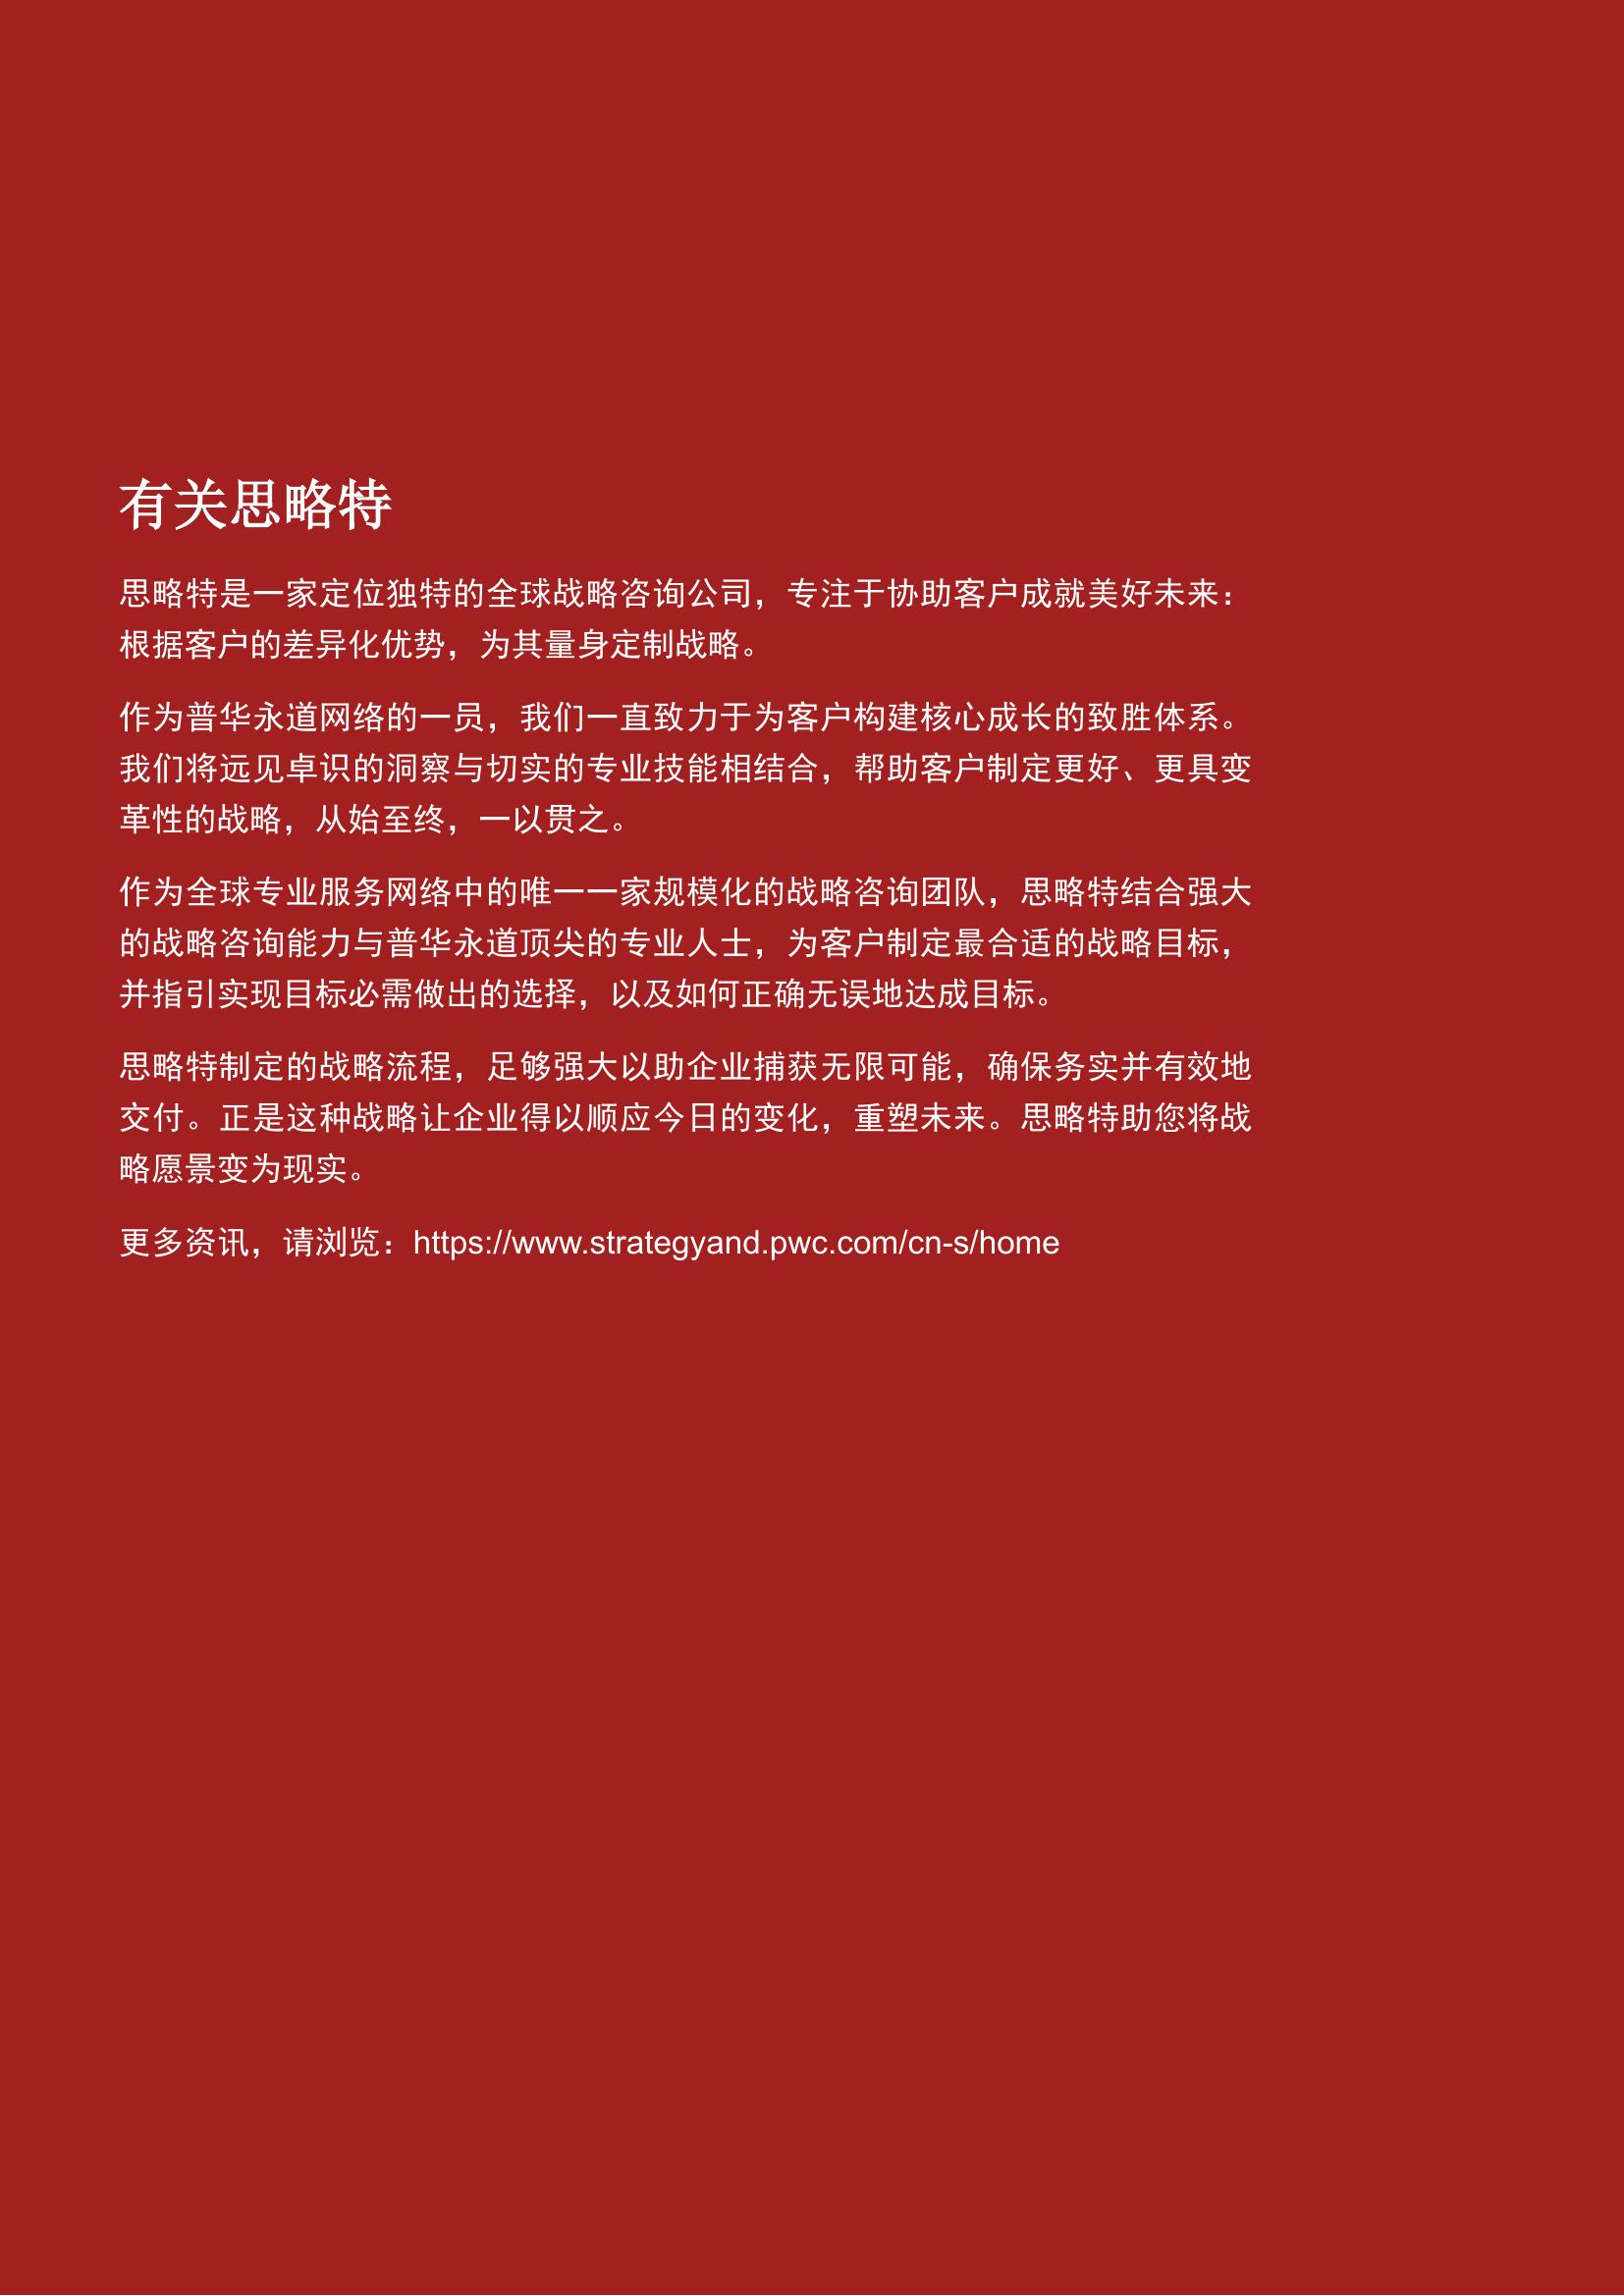 有关思略特
思略特是一家定位独特的全球战略咨询公司，专注于协助客户成就美好未来：
根据客户的差异化优势，为其量身定制战略。
作为普华永道网络的一员，我们一直致力于为客户构建核心成长的致胜体系。
我们将远见卓识的洞察与切实的专业技能相结合，帮助客户制定更好、更具变
革性的战略，从始至终，一以贯之。
作为全球专业服务网络中的唯一一家规模化的战略咨询团队，思略特结合强大
的战略咨询能力与普华永道顶尖的专业人士，为客户制定最合适的战略目标，
并指引实现目标必需做出的选择，以及如何正确无误地达成目标。
思略特制定的战略流程，足够强大以助企业捕获无限可能，确保务实并有效地
交付。正是这种战略让企业得以顺应今日的变化，重塑未来。思略特助您将战
略愿景变为现实。
更多资讯，请浏览：https://www.strategyand.pwc.com/cn-s/home